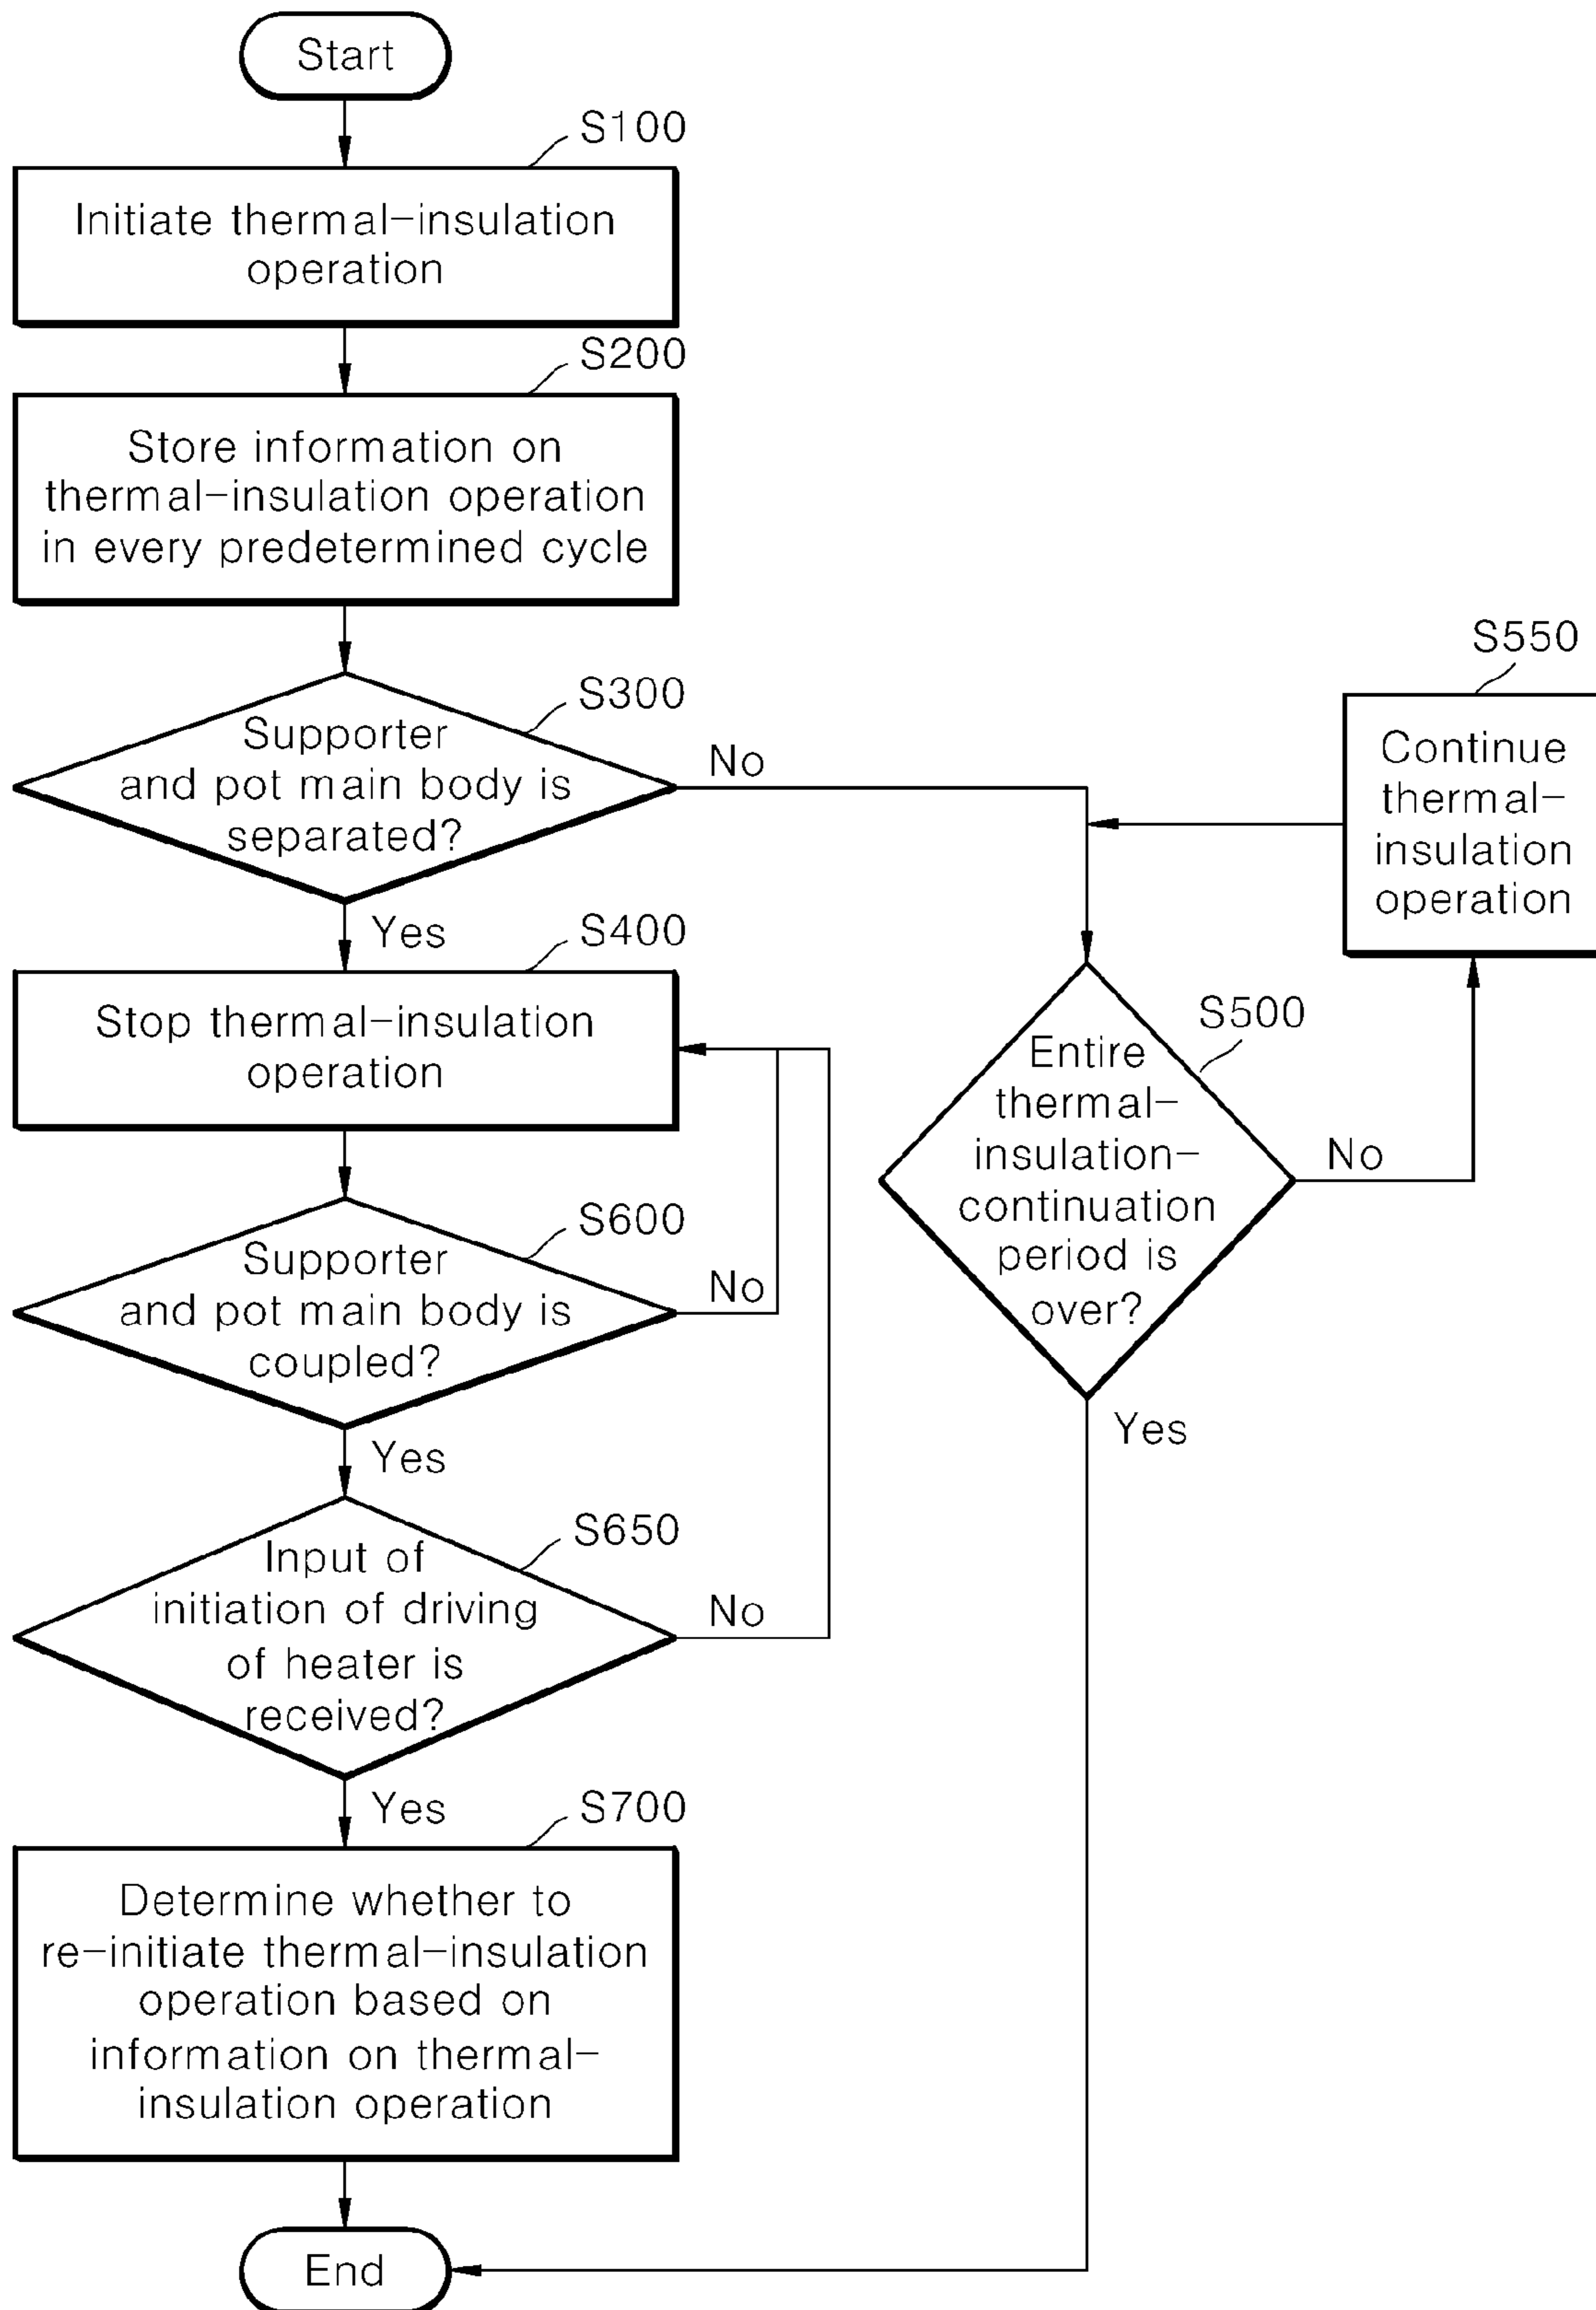 Start
S100
Initiate thermal-insulation
operation
S200
Store information on
thermal-insulation operation
in every predetermined cycle
S300
Supporter
and pot main body is
separated?
No
Yes
S550
Continue
thermal-
insulation
operation
S400
Stop thermal-insulation
operation
S500
Entire
thermal-
insulation-
continuation
period is
over?
No
Yes
S600
Supporter
and pot main body is
coupled?
No
Yes
S650
Input of
initiation of driving
of heater is
received?
No
Yes
S700
Determine whether to
re-initiate thermal-insulation
operation based on
information on thermal-
insulation operation
End